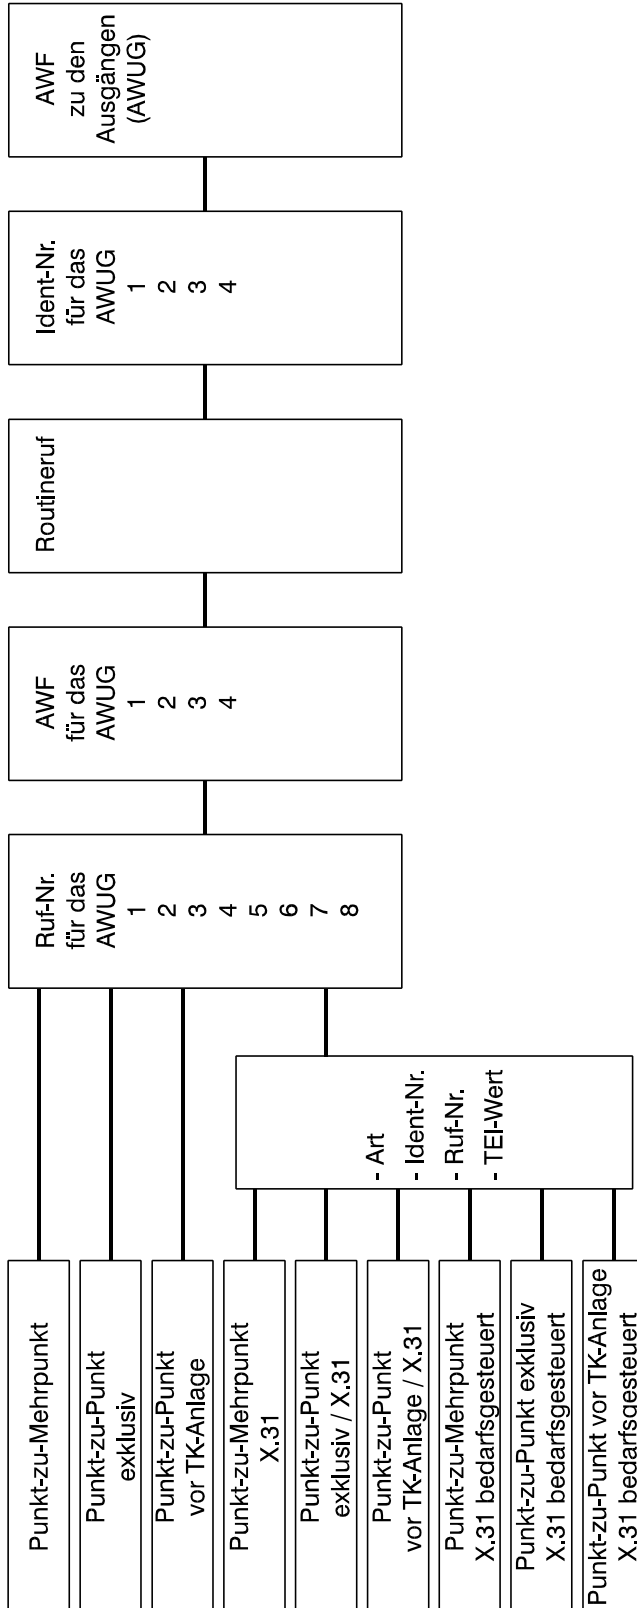 Punkt-zu-Mehrpunkt
Punkt-zu-Punkt
exklusiv
Punkt-zu-Punkt
vor TK-Anlage
Punkt-zu-Mehrpunkt
X.31
Punkt-zu-Punkt
exklusiv / X.31
Punkt-zu-Punkt
vor TK-Anlage / X.31
Punkt-zu-Mehrpunkt
X.31 bedarfsgesteuert
Punkt-zu-Punkt exklusiv
X.31 bedarfsgesteuert
Punkt-zu-Punkt vor TK-Anlage
X.31 bedarfsgesteuert
- Art
- Ident-Nr.
- Ruf-Nr.
- TEI-Wert
Ruf-Nr.
für das
AWUG
1
2
3
4
5
6
7
8
AWF
für das
AWUG
1
2
3
4
Routineruf
Ident-Nr.
für das
AWUG
1
2
3
4
AWF
zu den
Ausgängen
(AWUG)